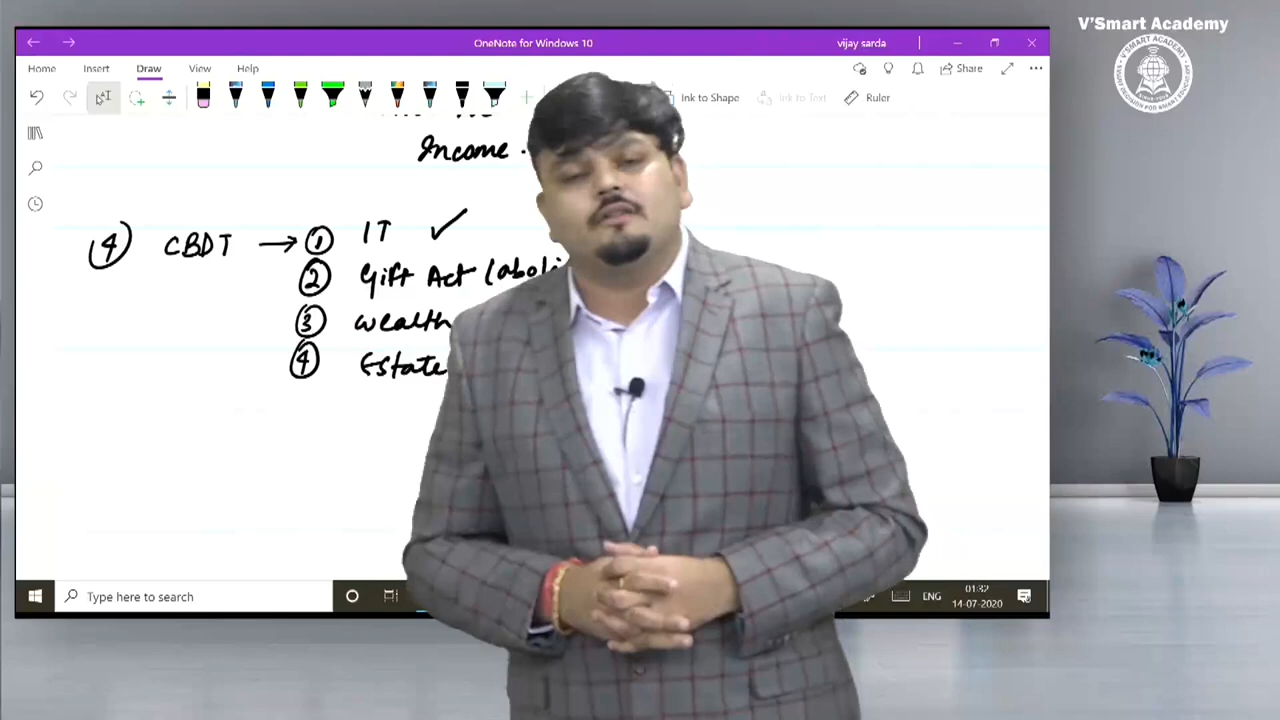 V'Smart Academy
OneNote for Windows 10
vijay sarda
Home Insert Draw View Help
Share
Ink to Shape Ink to Text Ruler
Income .
4 CBDT → 1 IT ✓
2 Gift Act (aboli
3 Wealth
4 Estate
Type here to search
ENG
01:32
14-07-2020